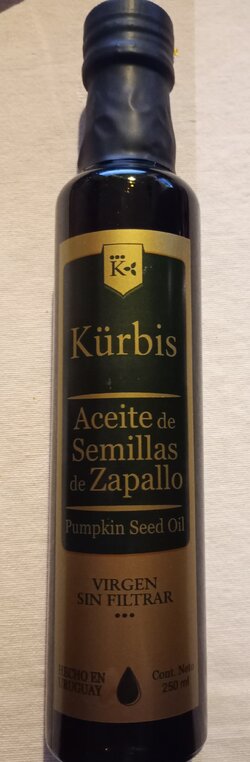 K
Kürbis
Aceite de
Semillas
de Zapallo
Pumpkin Seed Oil
VIRGEN
SIN FILTRAR
HECHO EN
URUGUAY
Cont. Neto
250 ml